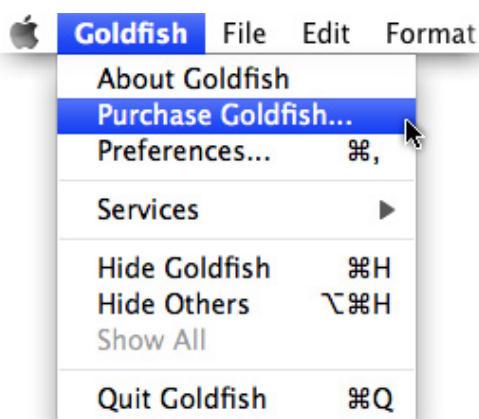 Goldfish File Edit Format
About Goldfish
Purchase Goldfish...
Preferences... ⌘,
Services
Hide Goldfish ⌘H
Hide Others ⌥⌘H
Show All
Quit Goldfish ⌘Q